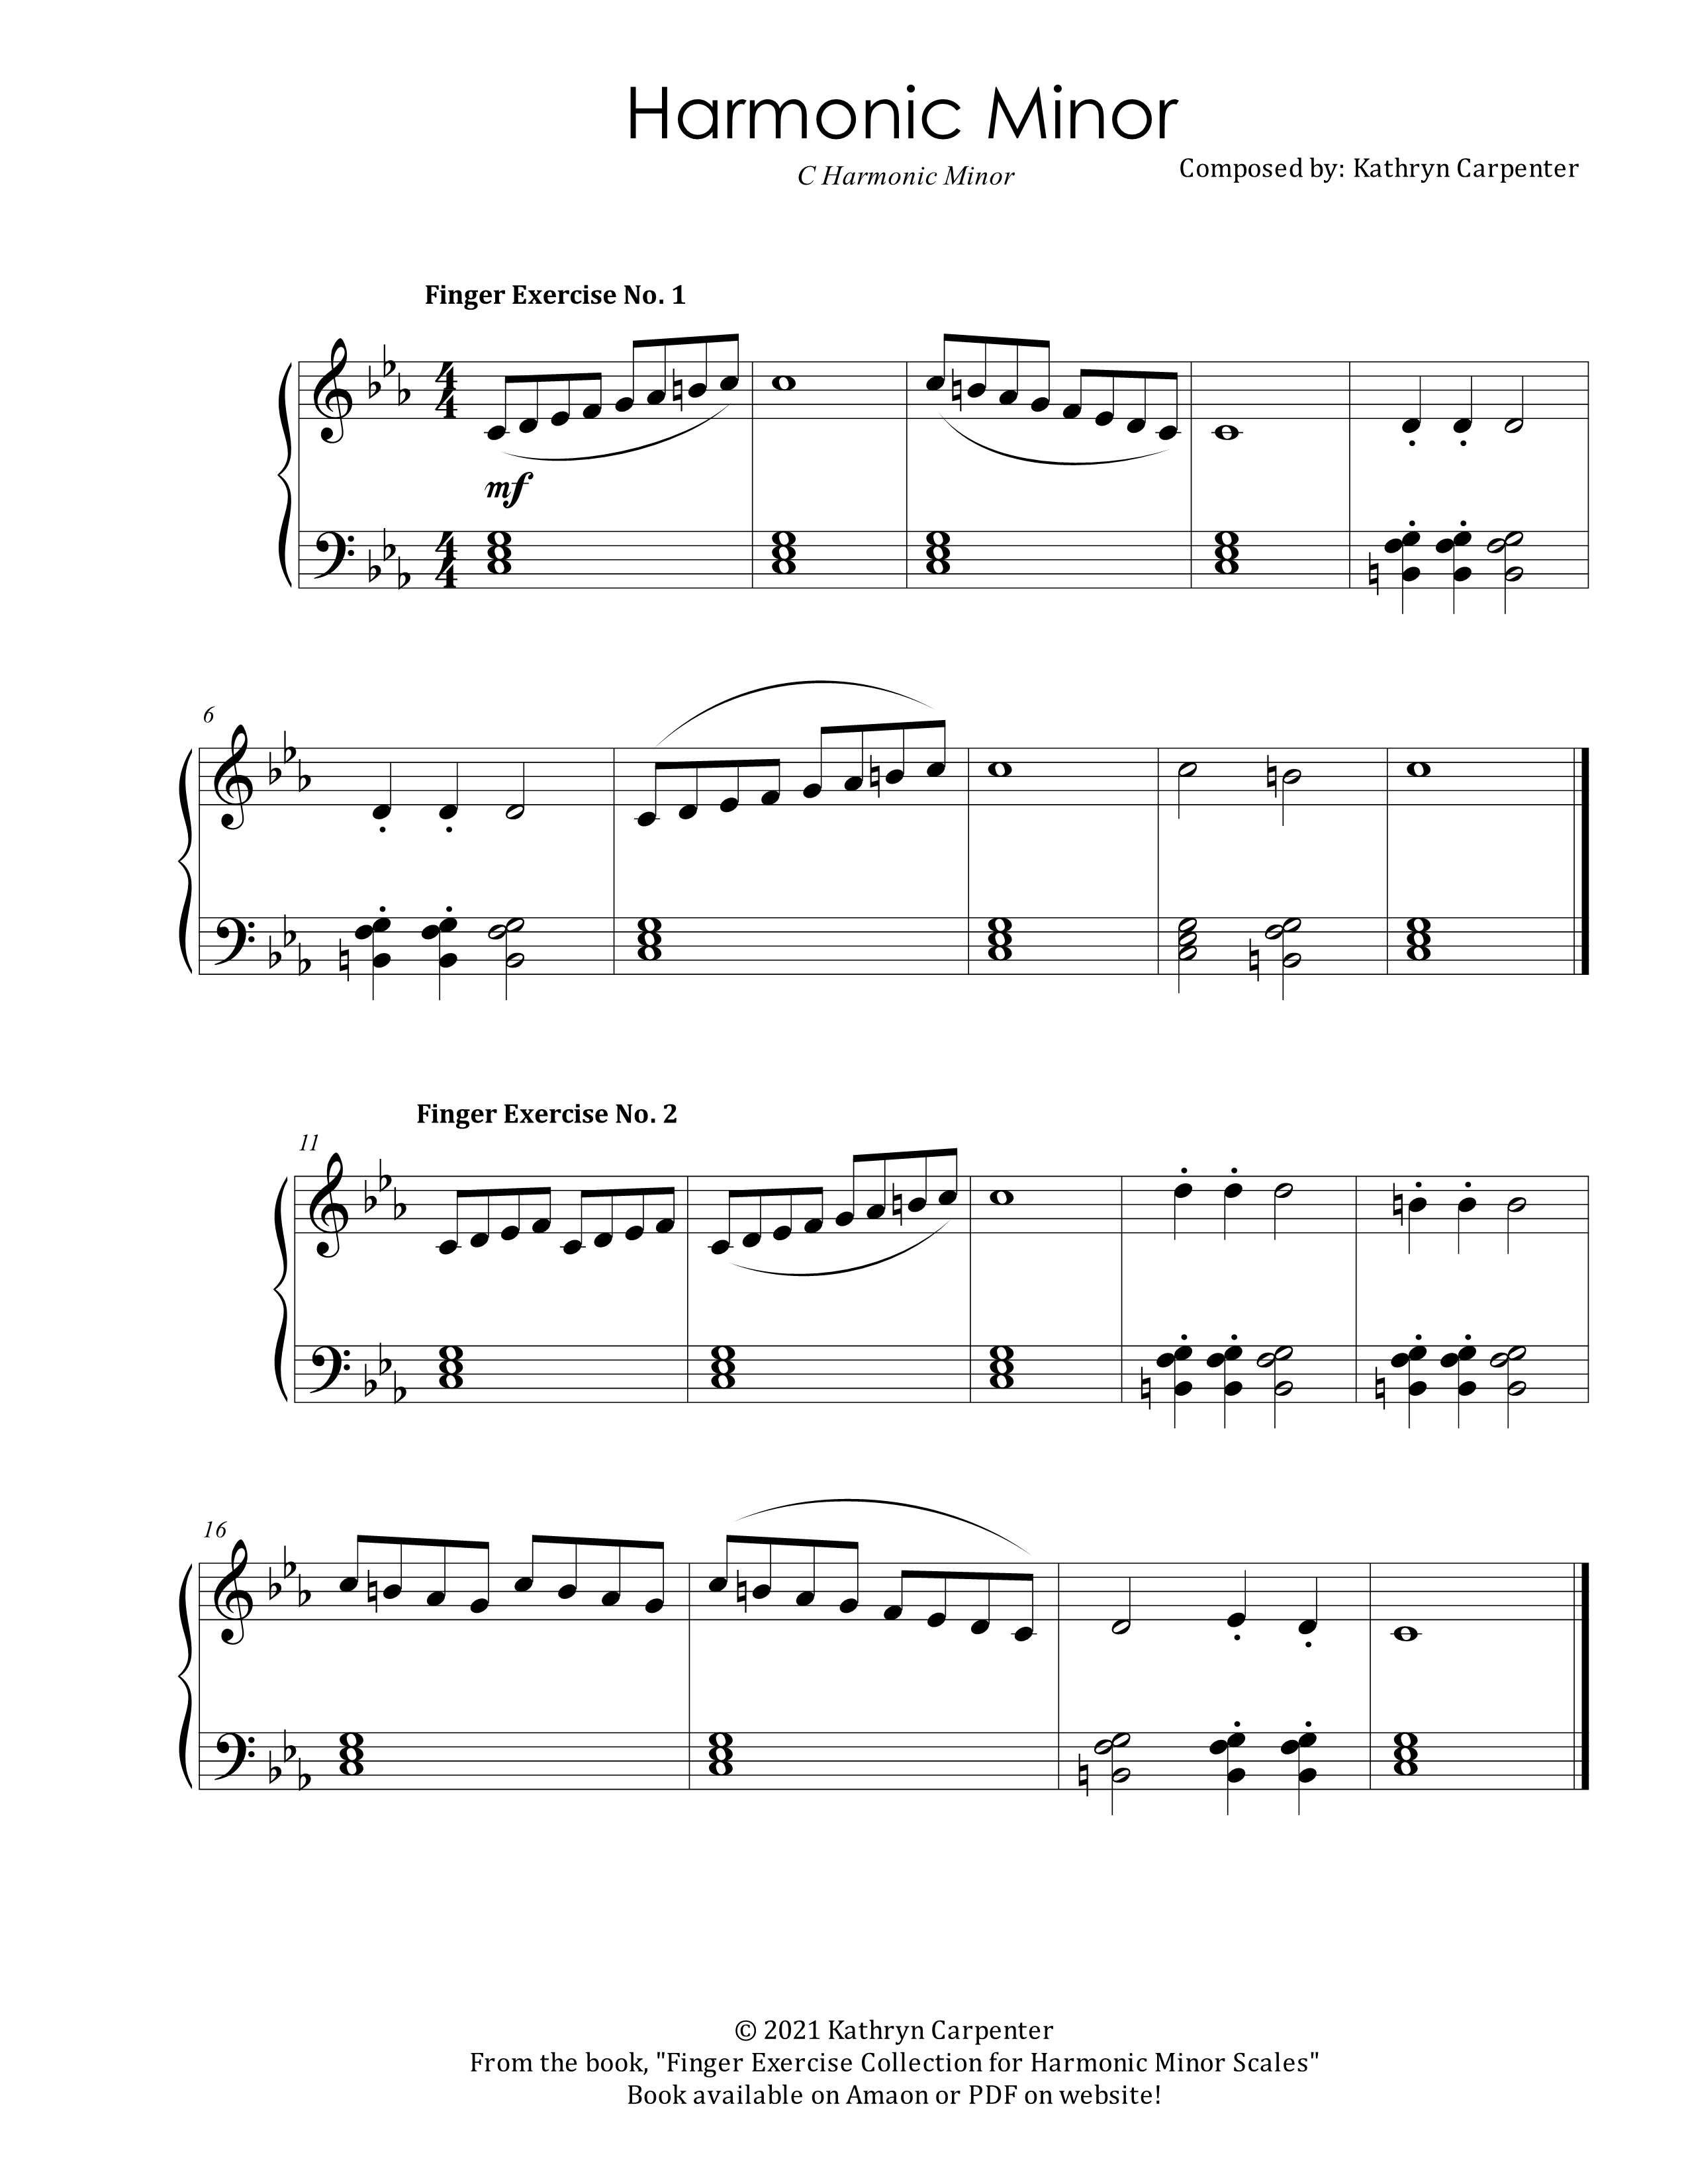 Harmonic Minor
C Harmonic Minor
Composed by: Kathryn Carpenter
Finger Exercise No. 1
4
4
mf
4
4
6
Finger Exercise No. 2
11
16
© 2021 Kathryn Carpenter
From the book, "Finger Exercise Collection for Harmonic Minor Scales"
Book available on Amaon or PDF on website!